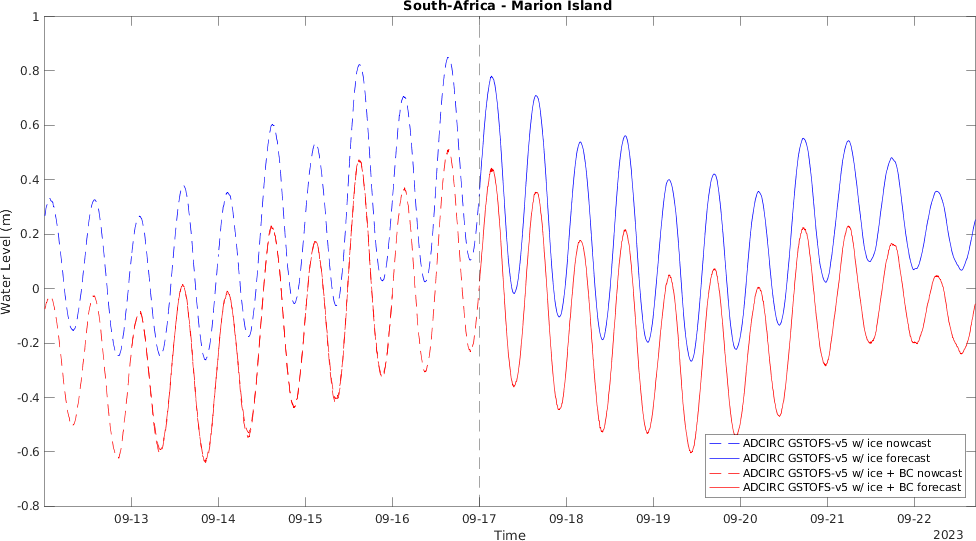 South-Africa - Marion Island
Water Level (m)
1
0.8
0.6
0.4
0.2
0
-0.2
-0.4
-0.6
-0.8
ADCIRC GSTOFS-v5 w/ ice nowcast
ADCIRC GSTOFS-v5 w/ ice forecast
ADCIRC GSTOFS-v5 w/ ice + BC nowcast
ADCIRC GSTOFS-v5 w/ ice + BC forecast
09-13 09-14 09-15 09-16 09-17 09-18 09-19 09-20 09-21 09-22
Time
2023